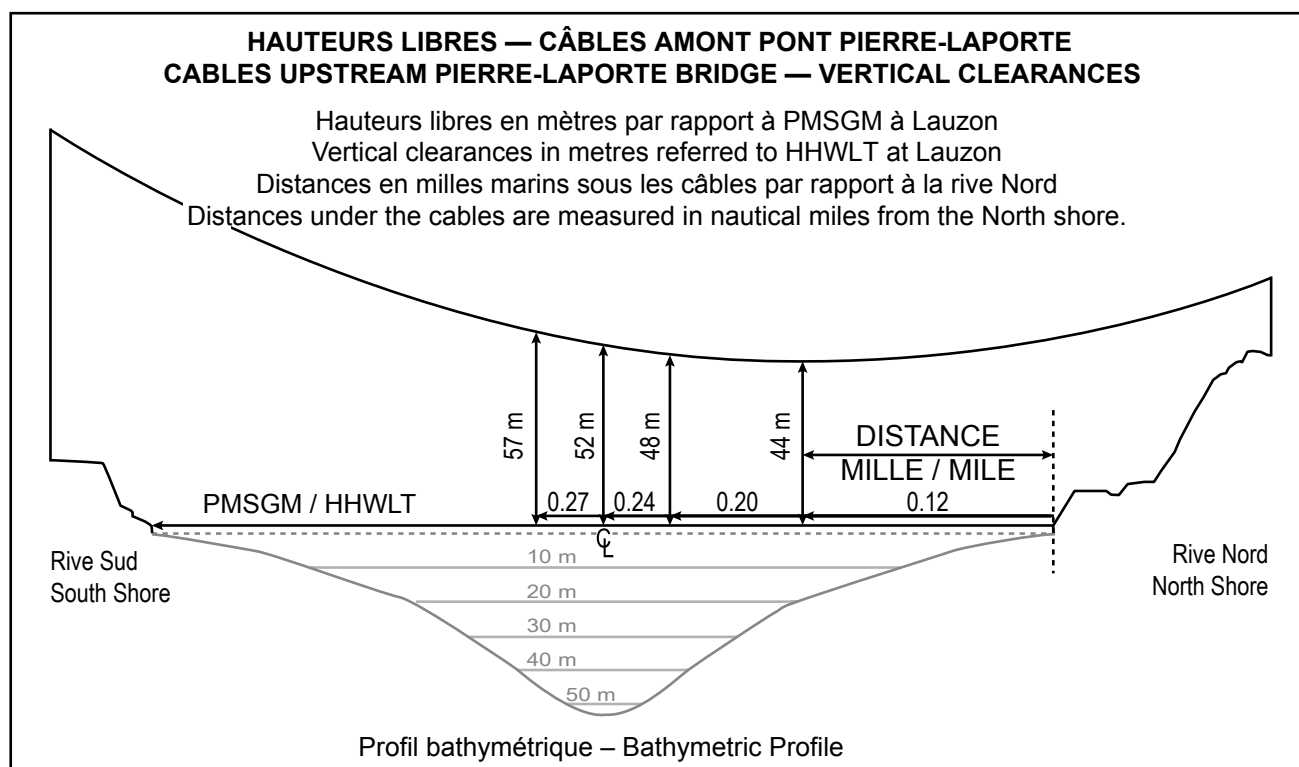 HAUTEURS LIBRES — CÂBLES AMONT PONT PIERRE-LAPORTE
CABLES UPSTREAM PIERRE-LAPORTE BRIDGE — VERTICAL CLEARANCES
Hauteurs libres en mètres par rapport à PMSGM à Lauzon
Vertical clearances in metres referred to HHWLT at Lauzon
Distances en milles marins sous les câbles par rapport à la rive Nord
Distances under the cables are measured in nautical miles from the North shore.
57 m
52 m
48 m
44 m
DISTANCE
MILLE / MILE
PMSGM / HHWLT
0.27
0.24
0.20
0.12
CL
Rive Sud
South Shore
Rive Nord
North Shore
10 m
20 m
30 m
40 m
50 m
Profil bathymétrique – Bathymetric Profile